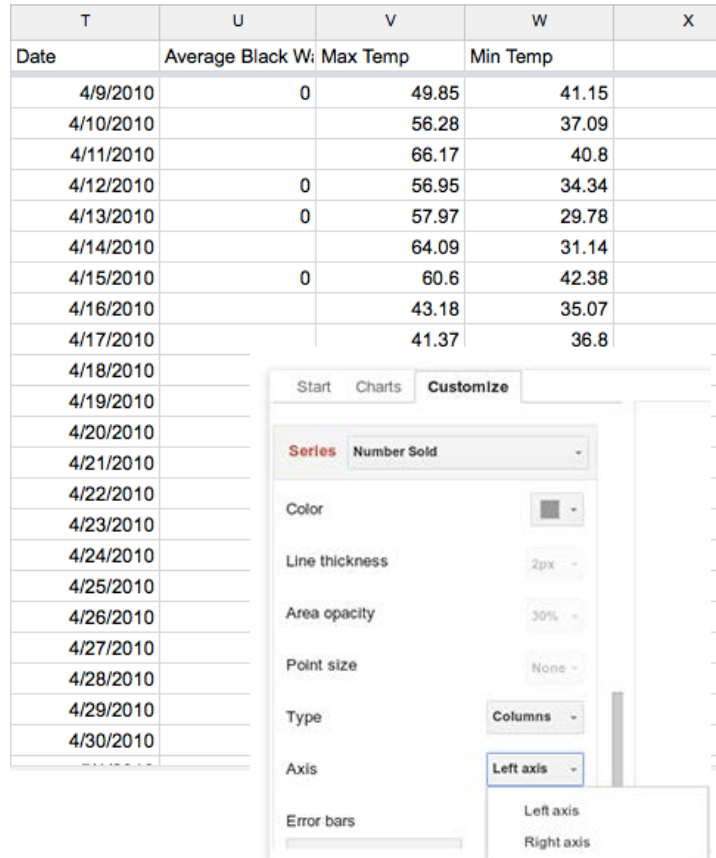 T U V W X
Date Average Black Wa Max Temp Min Temp
4/9/2010 0 49.85 41.15
4/10/2010 56.28 37.09
4/11/2010 66.17 40.8
4/12/2010 0 56.95 34.34
4/13/2010 0 57.97 29.78
4/14/2010 64.09 31.14
4/15/2010 0 60.6 42.38
4/16/2010 43.18 35.07
4/17/2010 41.37 36.8
4/18/2010
4/19/2010
4/20/2010
4/21/2010
4/22/2010
4/23/2010
4/24/2010
4/25/2010
4/26/2010
4/27/2010
4/28/2010
4/29/2010
4/30/2010
Start Charts Customize
Series Number Sold
Color
Line thickness 2px
Area opacity 30%
Point size None
Type Columns
Axis Left axis
Left axis
Error bars
Right axis